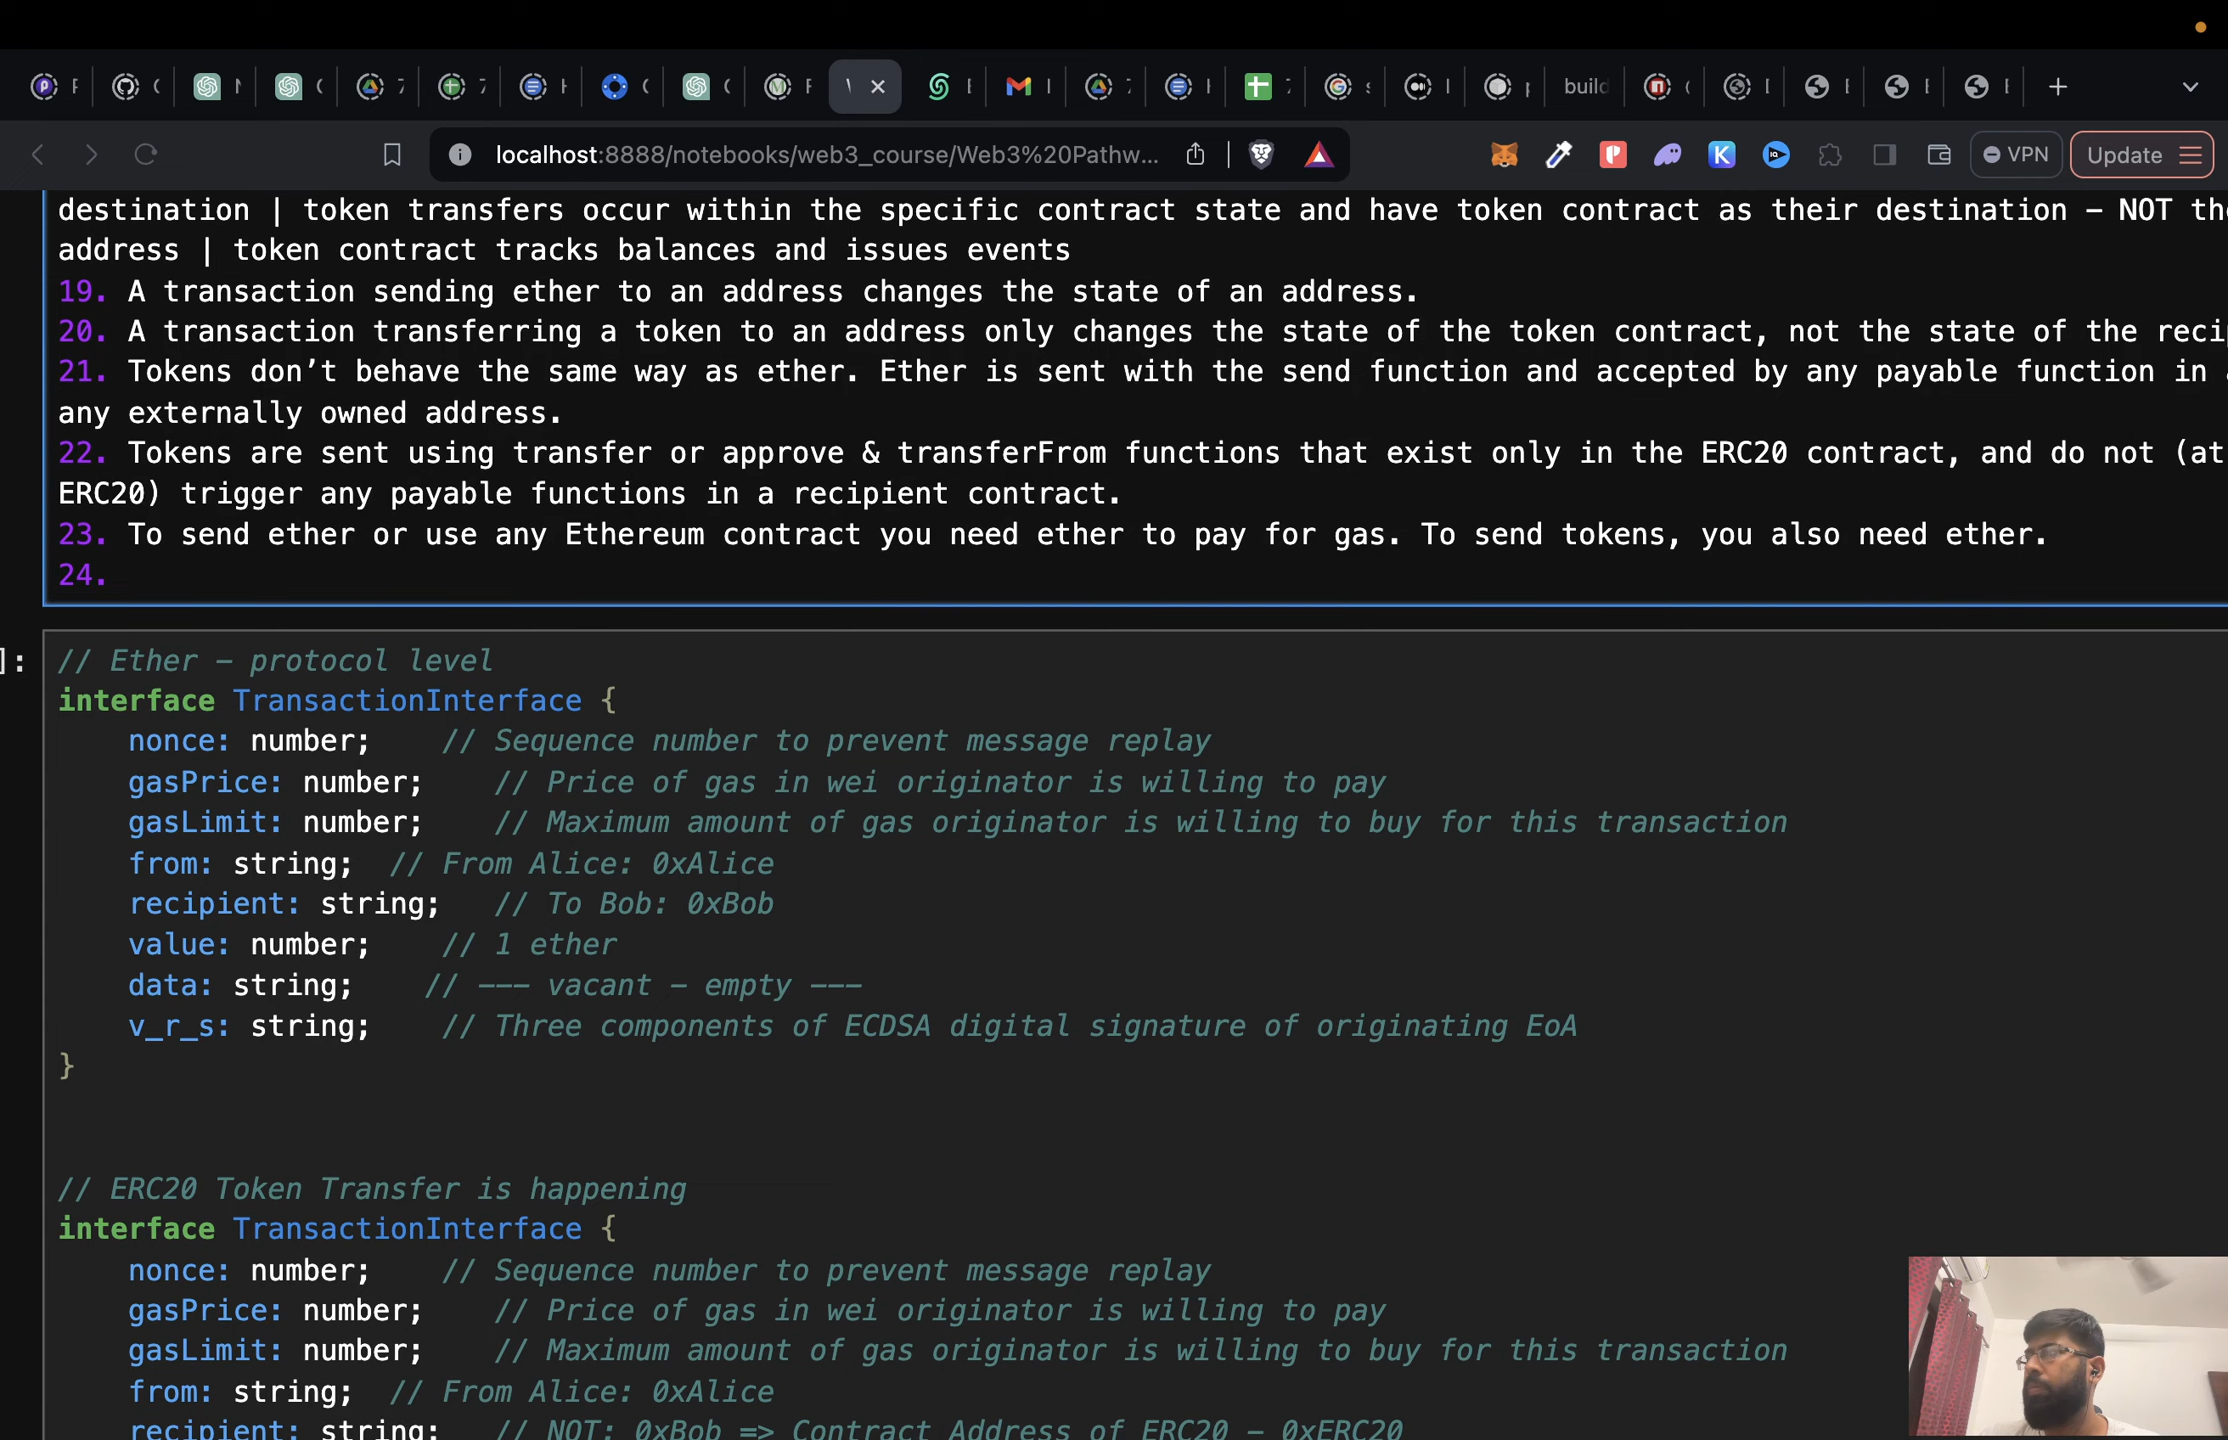 build
localhost:8888/notebooks/web3_course/Web3%20Pathw...
VPN
Update
destination | token transfers occur within the specific contract state and have token contract as their destination – NOT the
address | token contract tracks balances and issues events
19. A transaction sending ether to an address changes the state of an address.
20. A transaction transferring a token to an address only changes the state of the token contract, not the state of the
21. Tokens don’t behave the same way as ether. Ether is sent with the send function and accepted by any payable function in
any externally owned address.
22. Tokens are sent using transfer or approve & transferFrom functions that exist only in the ERC20 contract, and do not (at
ERC20) trigger any payable functions in a recipient contract.
23. To send ether or use any Ethereum contract you need ether to pay for gas. To send tokens, you also need ether.
24.
]:
// Ether – protocol level
interface TransactionInterface {
nonce: number; // Sequence number to prevent message replay
gasPrice: number; // Price of gas in wei originator is willing to pay
gasLimit: number; // Maximum amount of gas originator is willing to buy for this transaction
from: string; // From Alice: 0xAlice
recipient: string; // To Bob: 0xBob
value: number; // 1 ether
data: string; // --- vacant – empty ---
v_r_s: string; // Three components of ECDSA digital signature of originating EoA
}
// ERC20 Token Transfer is happening
interface TransactionInterface {
nonce: number; // Sequence number to prevent message replay
gasPrice: number; // Price of gas in wei originator is willing to pay
gasLimit: number; // Maximum amount of gas originator is willing to buy for this transaction
from: string; // From Alice: 0xAlice
recipient: string; // NOT: 0xBob => Contract Address of ERC20 – 0xERC20